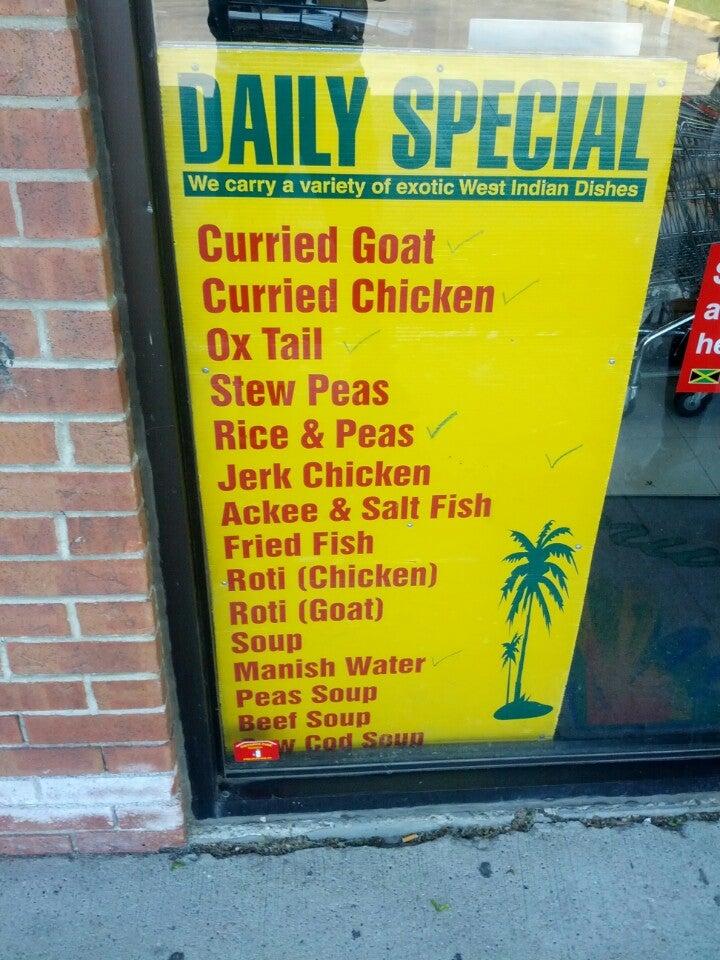 DAILY SPECIAL
We carry a variety of exotic West Indian Dishes
Curried Goat
Curried Chicken
Ox Tail
Stew Peas
Rice & Peas
Jerk Chicken
Ackee & Salt Fish
Fried Fish
Roti (Chicken)
Roti (Goat)
Soup
Manish Water
Peas Soup
Beef Soup
Cod Soup